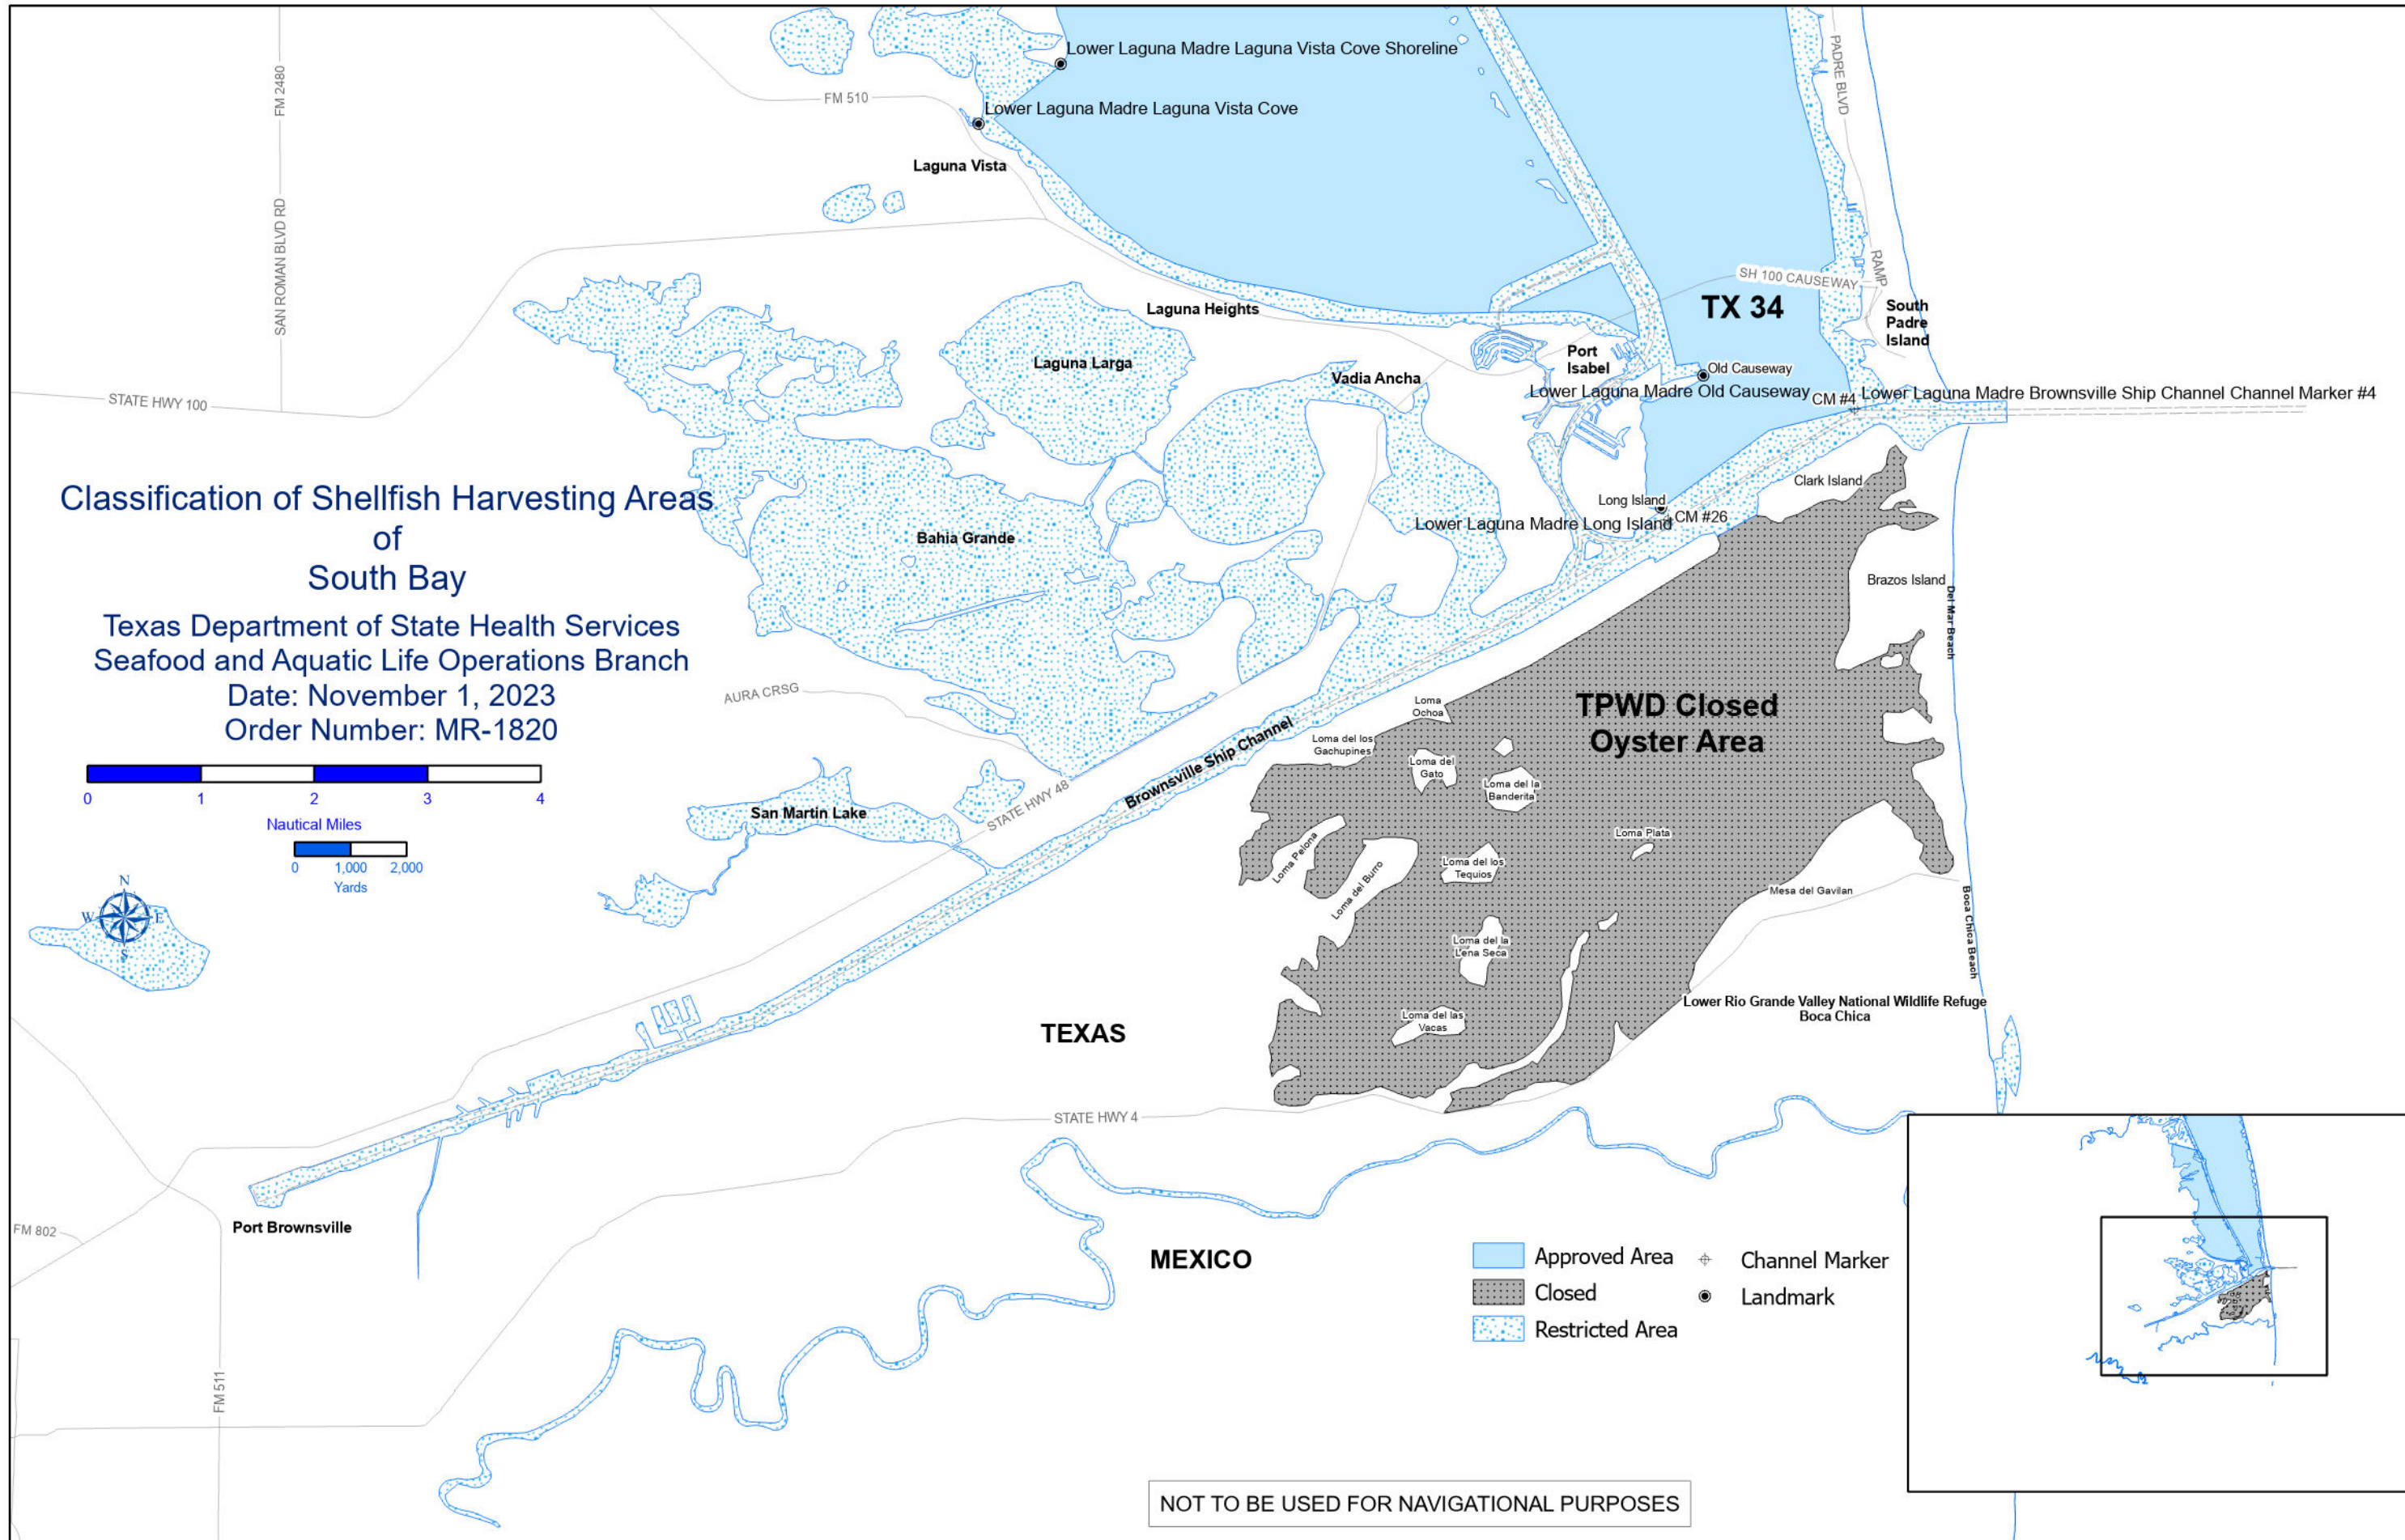 Lower Laguna Madre Laguna Vista Cove Shoreline
FM 2480
FM 510
PADRE BLVD
Lower Laguna Madre Laguna Vista Cove
Laguna Vista
SAN ROMAN BLVD RD
RAMP
SH 100 CAUSEWAY
TX 34
Laguna Heights
South
Padre
Island
Laguna Larga
Vadia Ancha
Port
Isabel
Old Causeway
Lower Laguna Madre Old Causeway
CM #4
Lower Laguna Madre Brownsville Ship Channel Channel Marker #4
STATE HWY 100
Classification of Shellfish Harvesting Areas
of
South Bay
Texas Department of State Health Services
Seafood and Aquatic Life Operations Branch
Date: November 1, 2023
Order Number: MR-1820
0 1 2 3 4
Nautical Miles
0 1,000 2,000
Yards
N
W E
S
Bahia Grande
Long Island
CM #26
Lower Laguna Madre Long Island
Clark Island
Brazos Island
Del Mar Beach
AURA CRSG
Loma
Ochoa
TPWD Closed
Oyster Area
Brownsville Ship Channel
Loma del los
Gachupines
Loma del
Gato
Loma del la
Banderita
STATE HWY 48
San Martin Lake
Loma Pelona
Loma del Burro
Loma Plata
Loma del los
Tequios
Mesa del Gavilan
Boca Chica Beach
Loma del la
Lena Seca
Lower Rio Grande Valley National Wildlife Refuge
Boca Chica
Loma del las
Vacas
TEXAS
STATE HWY 4
Port Brownsville
FM 802
FM 511
MEXICO
Approved Area
Closed
Restricted Area
Channel Marker
Landmark
NOT TO BE USED FOR NAVIGATIONAL PURPOSES